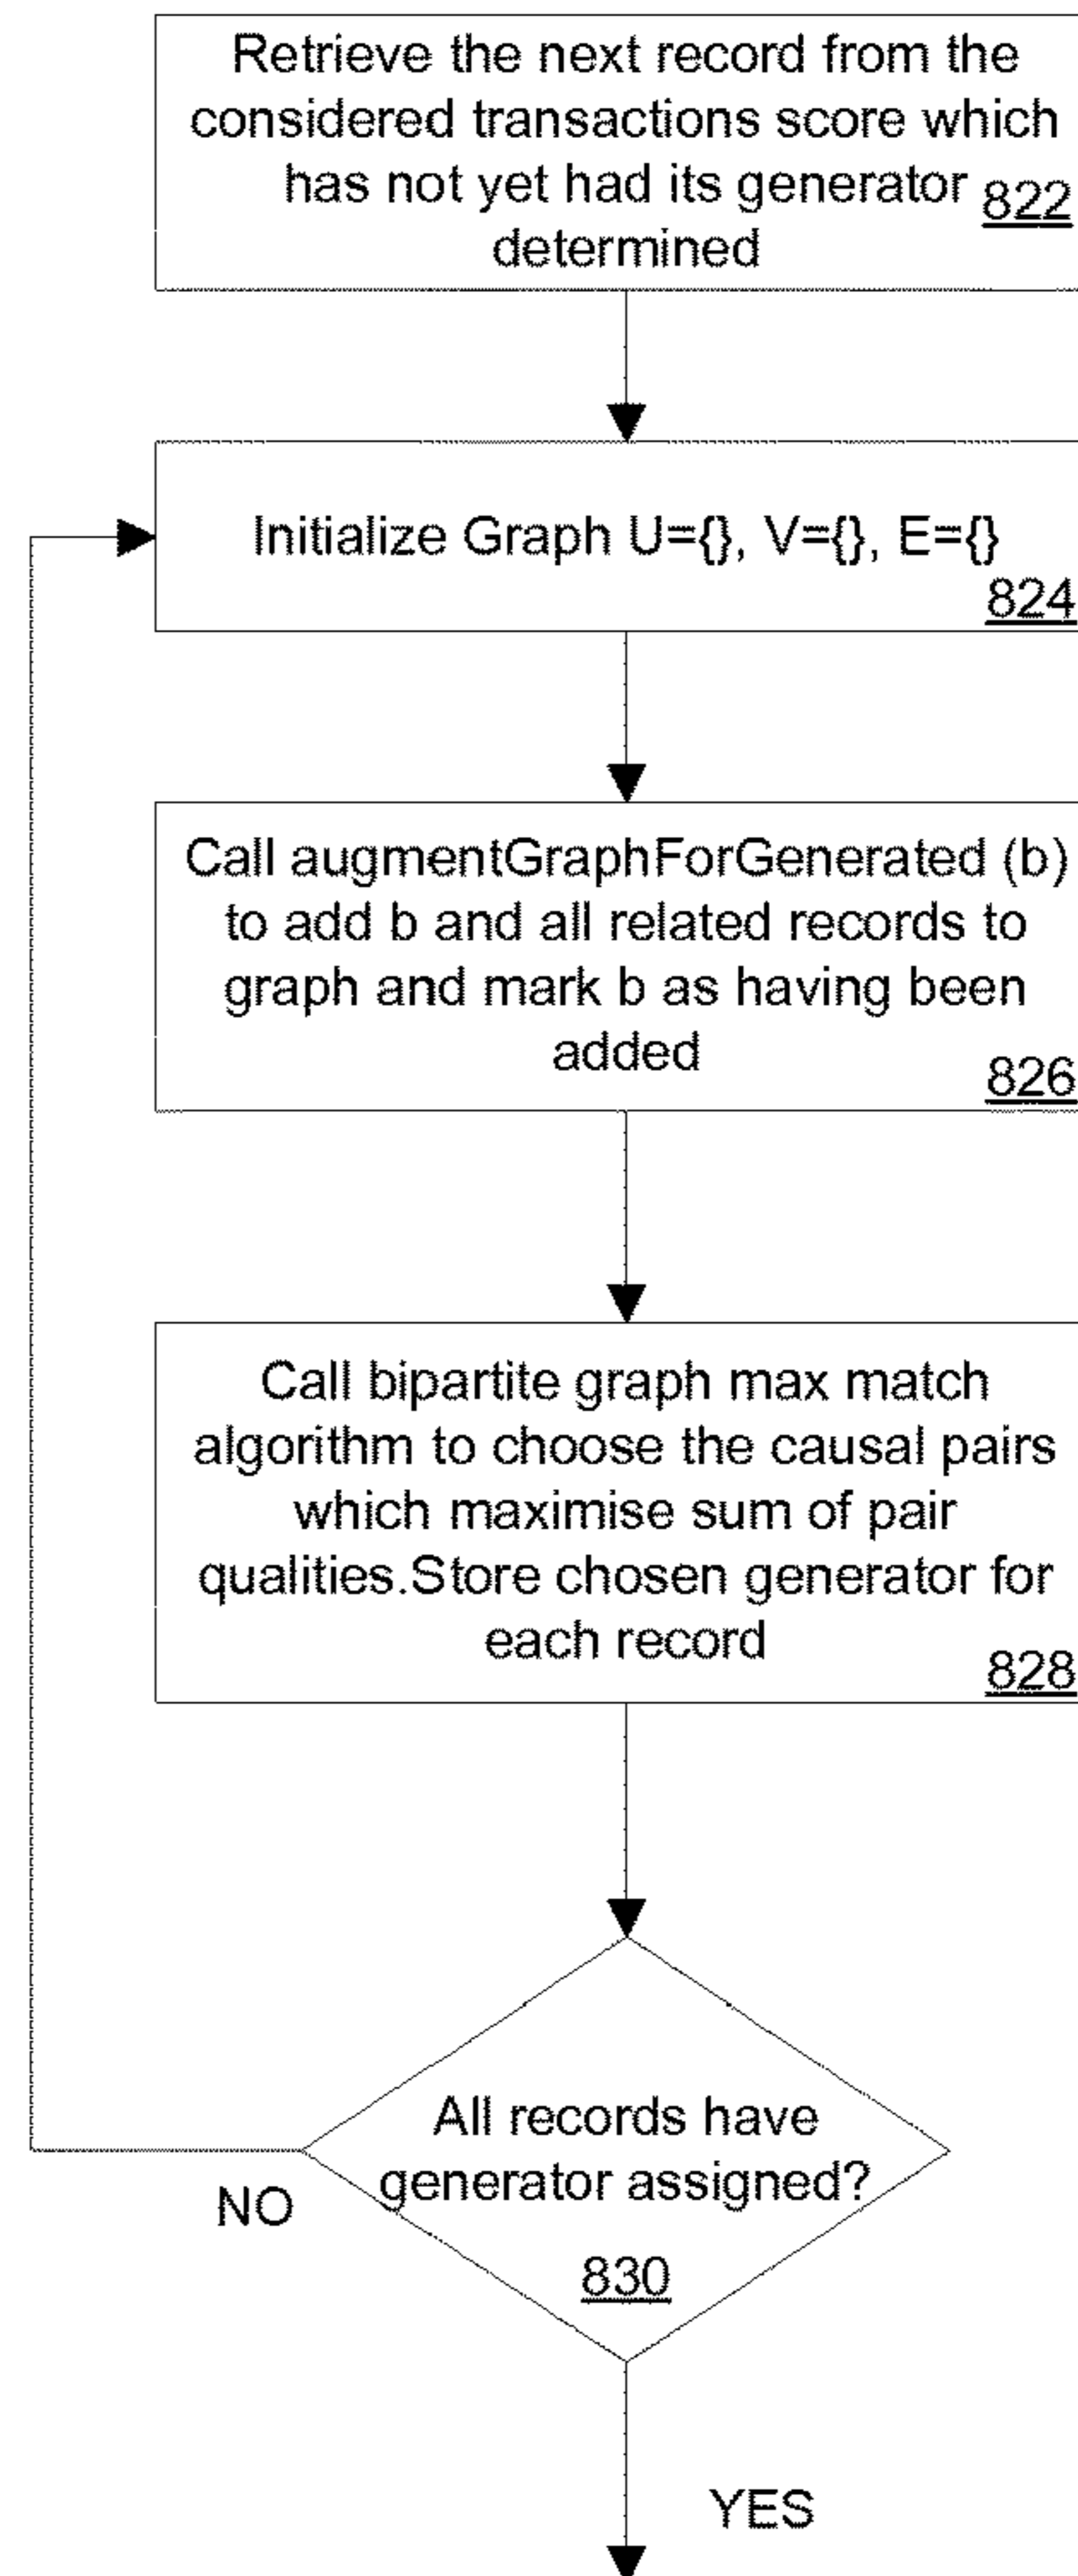 Retrieve the next record from the
considered transactions score which
has not yet had its generator 822
determined
Initialize Graph U={}, V={}, E={}
824
Call augmentGraphForGenerated (b)
to add b and all related records to
graph and mark b as having been
added
826
Call bipartite graph max match
algorithm to choose the causal pairs
which maximise sum of pair
qualities.Store chosen generator for
each record
828
All records have
generator assigned?
NO
830
YES